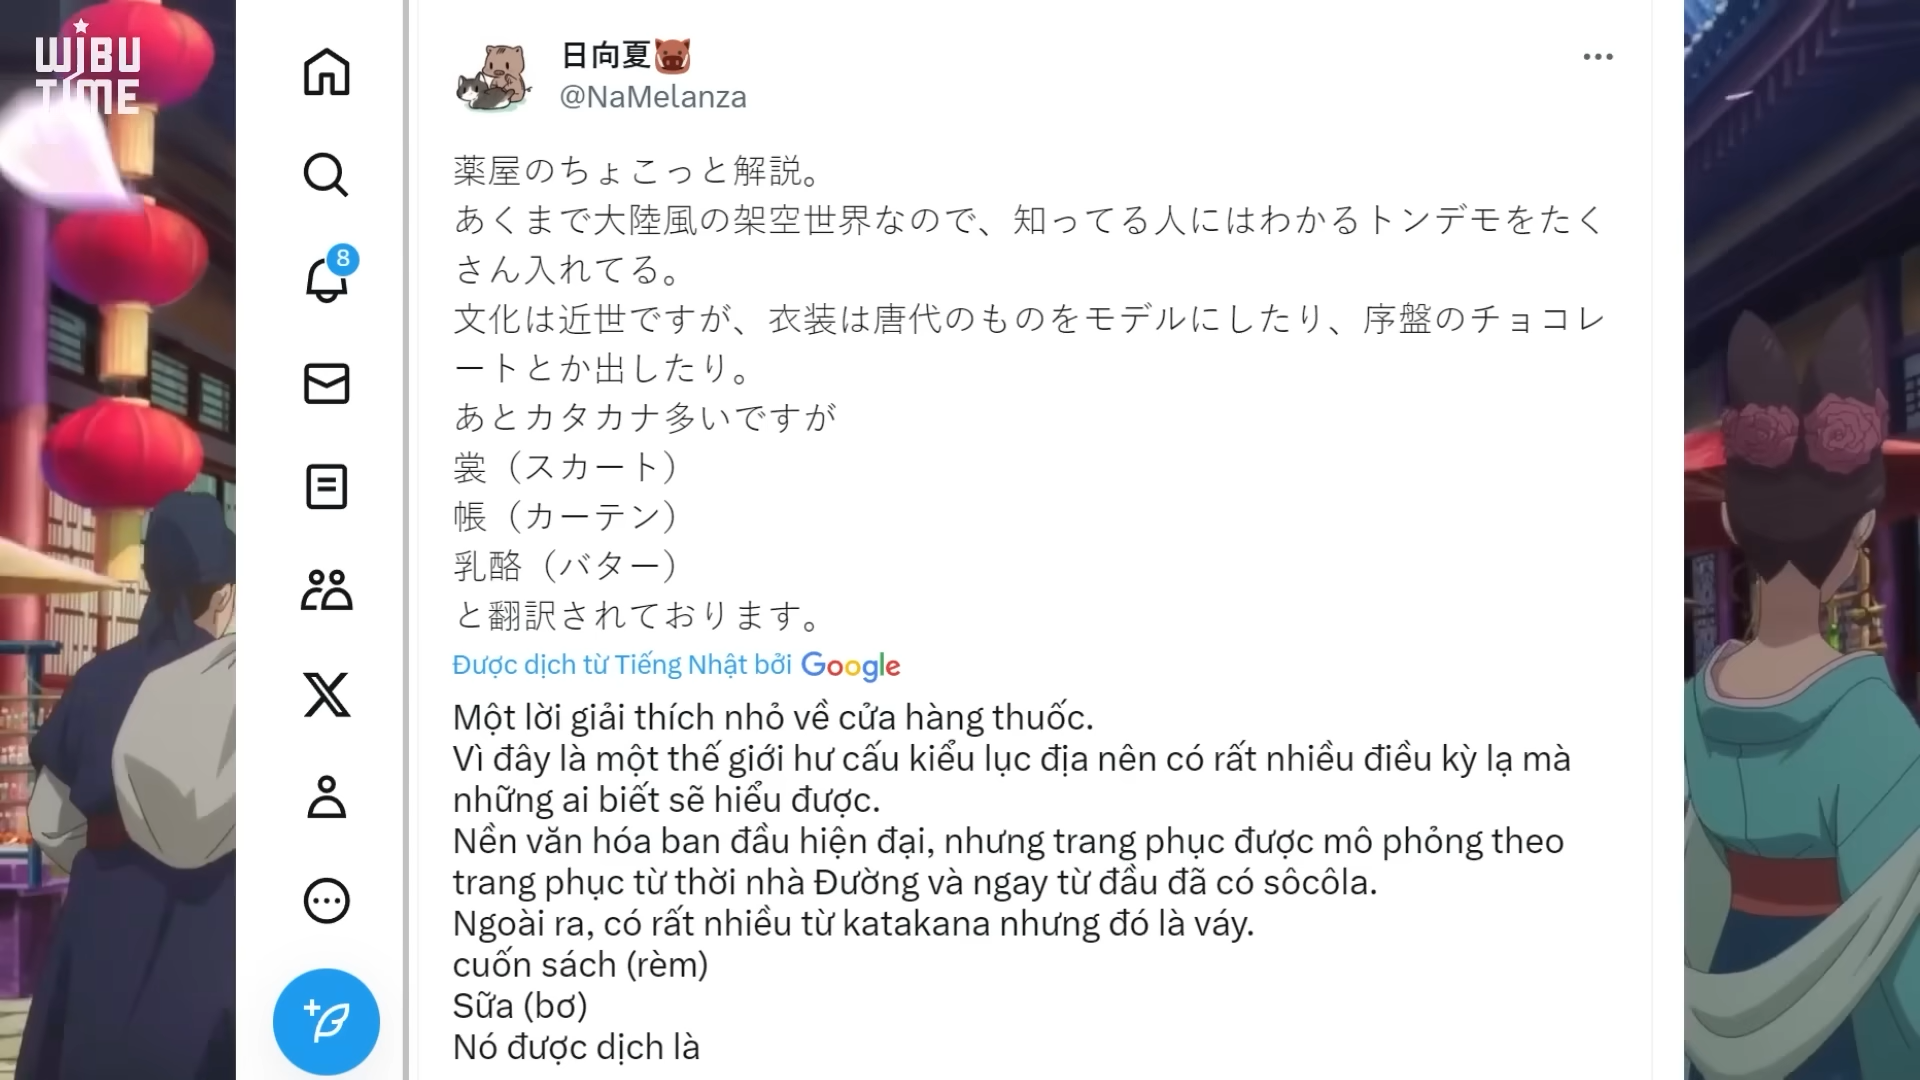 WIBU
TIME
8
日向夏🐗
@NaMelanza
薬屋のちょこっと解説。
あくまで大陸風の架空世界なので、知ってる人にはわかるトンデモをたく
さん入れてる。
文化は近世ですが、衣装は唐代のものをモデルにしたり、序盤のチョコレ
ートとか出したり。
あとカタカナ多いですが
裳（スカート）
帳（カーテン）
乳酪（バター）
と翻訳されております。
Được dịch từ Tiếng Nhật bởi Google
Một lời giải thích nhỏ về cửa hàng thuốc.
Vì đây là một thế giới hư cấu kiểu lục địa nên có rất nhiều điều kỳ lạ mà
những ai biết sẽ hiểu được.
Nền văn hóa ban đầu hiện đại, nhưng trang phục được mô phỏng theo
trang phục từ thời nhà Đường và ngay từ đầu đã có sôcôla.
Ngoài ra, có rất nhiều từ katakana nhưng đó là váy.
cuốn sách (rèm)
Sữa (bơ)
Nó được dịch là